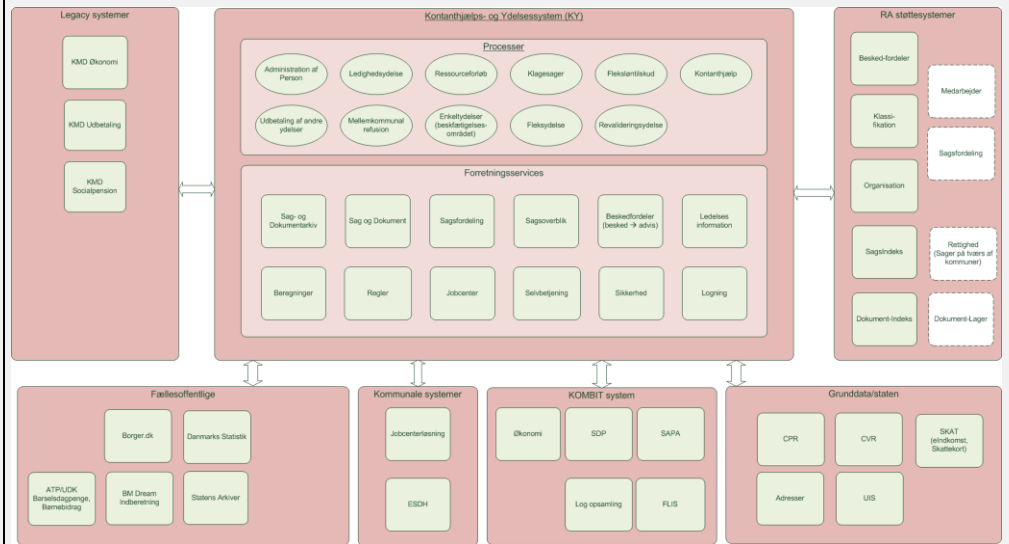 Legacy systemer
KMD Økonomi
KMD Udbetaling
KMD
Socialpension
Kontanthjælps- og Ydelsessystem (KY)
Processer
Administration af
Person
Ledighedsydelse
Ressourceforløb
Klagesager
Fleksløntilskud
Kontanthjælp
Udbetaling af andre
ydelser
Mellemkommunal
refusion
Enkeltydelser
(beskfætigelses-
området)
Fleksydelse
Revalideringsydelse
Forretningsservices
Sag- og
Dokumentarkiv
Sag og Dokument
Sagsfordeling
Sagsoverblik
Beskedfordeler
(besked → advis)
Ledelses
information
Beregninger
Regler
Jobcenter
Selvbetjening
Sikkerhed
Logning
RA støttesystemer
Besked-fordeler
Medarbejder
Klassi-
fikation
Sagsfordeling
Organisation
SagsIndeks
Rettighed
(Sager på tværs af
kommuner)
Dokument-Indeks
Dokument-Lager
Fællesoffentlige
Borger.dk
Danmarks Statistik
ATP/UDK
Barselsdagpenge,
Børnebidrag
BM Dream
indberetning
Statens Arkiver
Kommunale systemer
Jobcenterløsning
ESDH
KOMBIT system
Økonomi
SDP
SAPA
Log opsamling
FLIS
Grunddata/staten
CPR
CVR
SKAT
(eIndkomst,
Skattekort)
Adresser
UIS